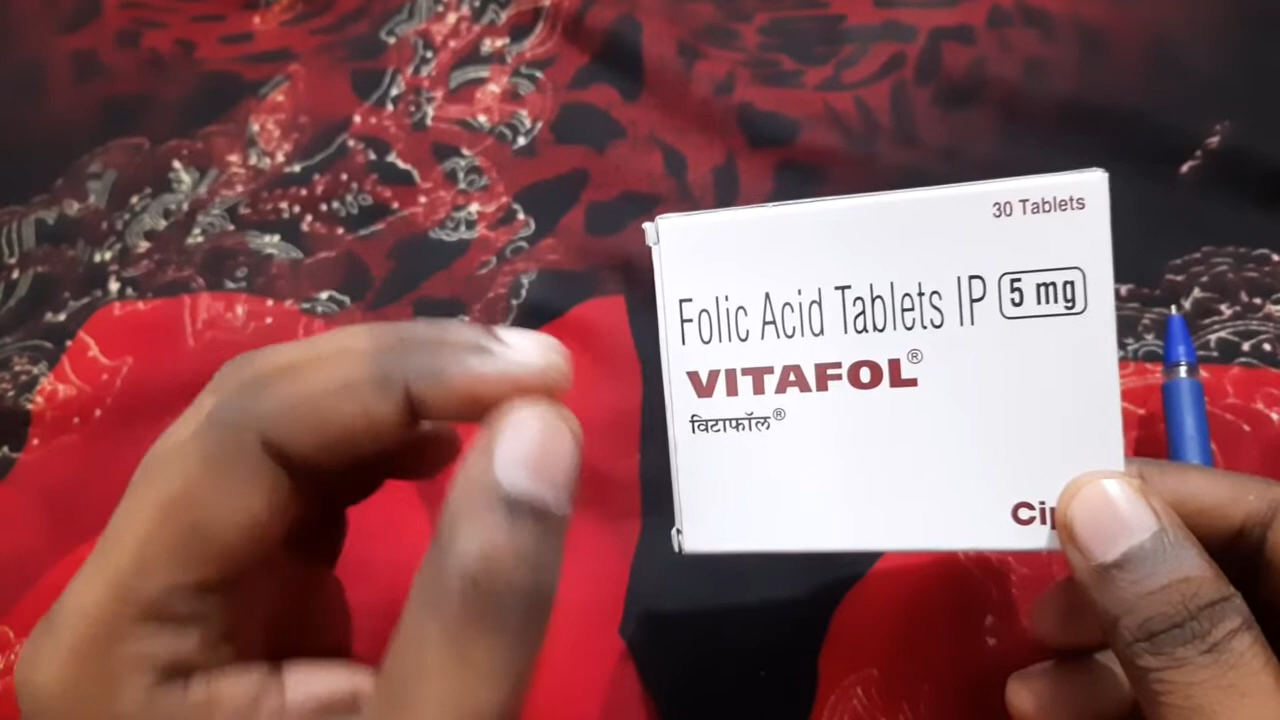 30 Tablets
Folic Acid Tablets IP 5 mg
VITAFOL®
विटाफॉल®